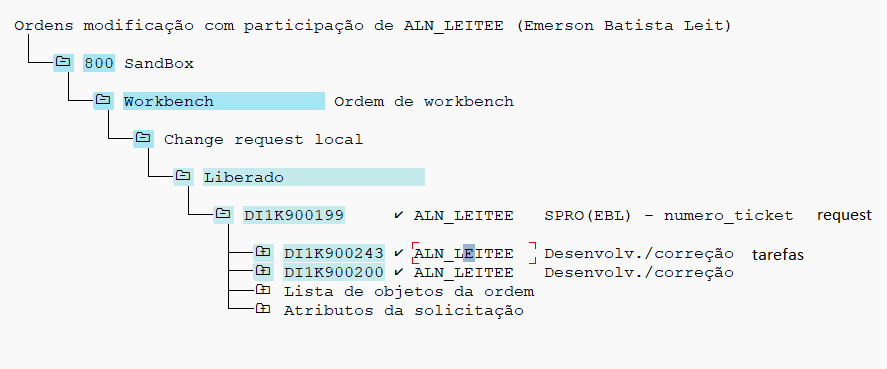 Ordens modificação com participação de ALN_LEITEE (Emerson Batista Leit)
800 SandBox
Workbench Ordem de workbench
Change request local
Liberado
DI1K900199 ✔ ALN_LEITEE SPRO(EBL) - numero_ticket request
DI1K900243 ✔ ALN_LEITEE Desenvolv./correção tarefas
DI1K900200 ✔ ALN_LEITEE Desenvolv./correção
Lista de objetos da ordem
Atributos da solicitação